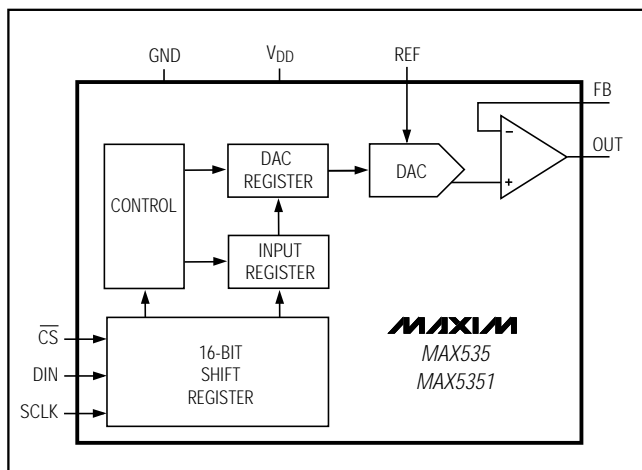 GND
VDD
REF
FB
OUT
DAC
REGISTER
DAC
−
+
CONTROL
INPUT
REGISTER
CS
DIN
SCLK
16-BIT
SHIFT
REGISTER
MAXIM
MAX535
MAX5351